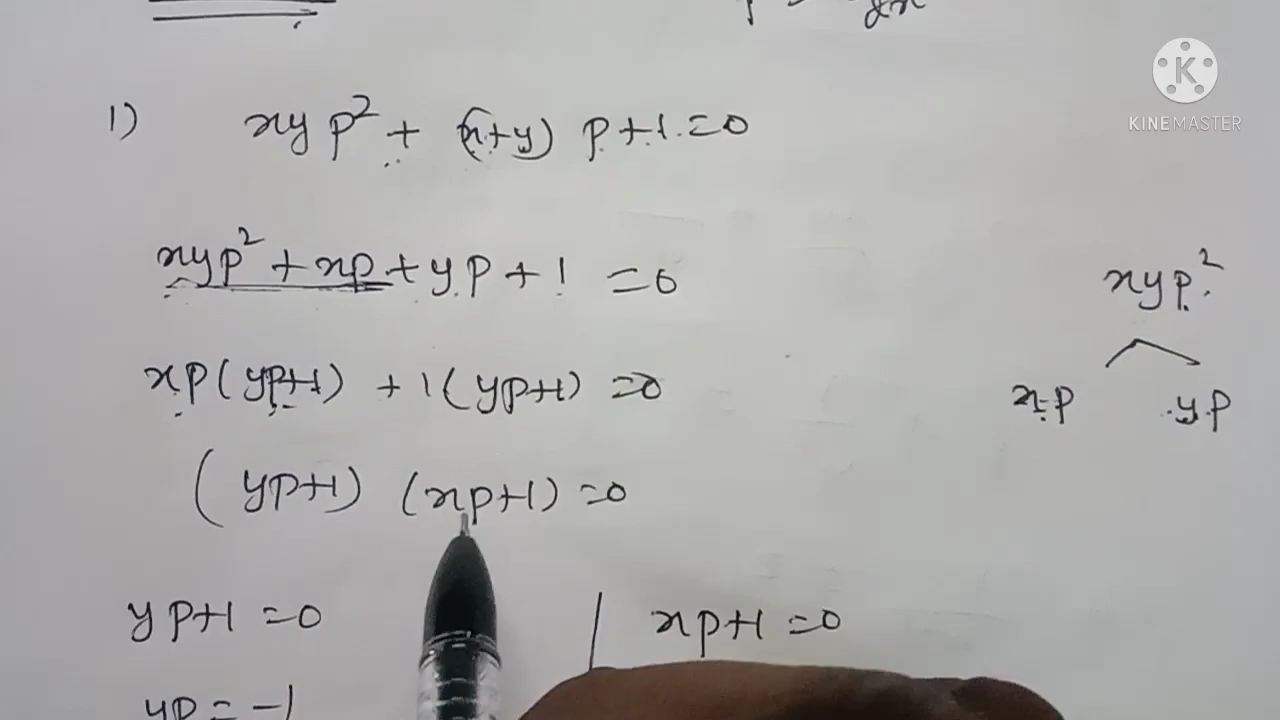 dx
K
KINEMASTER
1) xyp² + (x+y) p+1=0
xyp² + xp + yp + 1 = 0
xyp²
xp(yp+1) + 1(yp+1) = 0
xp yp
(yp+1) (xp+1) = 0
yp+1 = 0 | xp+1 = 0
yp = -1